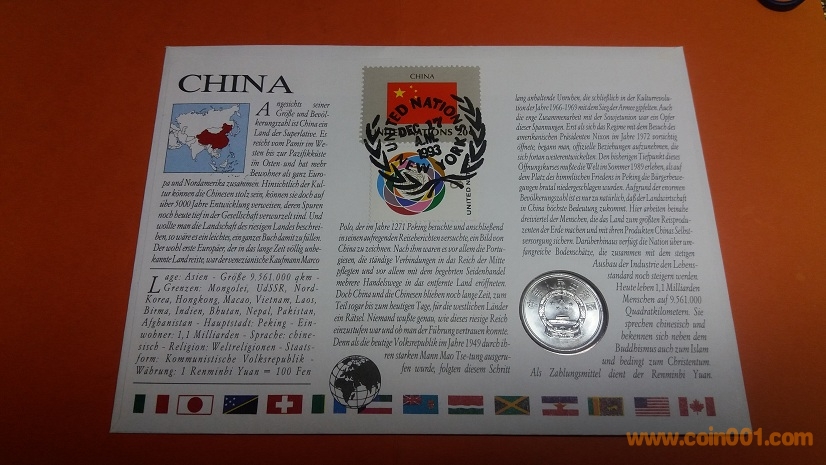 CHINA
Angesichts seiner
Größe und Bevöl-
kerungszahl ist China ein
Land der Superlative. Es
reicht vom Pamir im We-
sten bis zur Pazifikküste
im Osten und hat mehr
Bewohner als ganz Euro-
pa und Nordamerika zusammen. Hinsichtlich der Kul-
tur können die Chinesen stolz sein, können sie doch auf
über 5000 Jahre Entwicklung verweisen, deren Spuren
noch heute tief in der Gesellschaft verwurzelt sind. Und
wollte man die Landschaft des riesigen Landes beschrei-
ben, so wäre es ein leichtes, ein ganzes Buch damit zu füllen.
Der wohl erste Europäer, der in das lange Zeit völlig unbe-
kannte Land reiste, war der venezianische Kaufmann Marco
Lage: Asien - Größe 9.561.000 qkm -
Grenzen: Mongolei, UdSSR, Nord-
Korea, Hongkong, Macao, Vietnam, Laos,
Birma, Indien, Bhutan, Nepal, Pakistan,
Afghanistan - Hauptstadt: Peking - Ein-
wohner: 1,1 Milliarden - Sprache: chine-
sisch - Religion: Weltreligionen - Staats-
form: Kommunistische Volksrepublik -
Währung: 1 Renminbi Yuan = 100 Fen
CHINA
UNITED NATIONS
1983
NEW YORK
UNITED N
Polo, der im Jahre 1271 Peking besuchte und anschließend
in seinen aufregenden Reiseberichten versuchte, ein Bild von
China zu zeichnen. Nach ihm waren es vor allem die Portu-
giesen, die ständige Verbindungen in das Reich der Mitte
pflegten und vor allem mit dem begehrten Seidenhandel
mehrere Handelswege in das entfernte Land eröffneten.
Doch China und die Chinesen blieben noch lange Zeit, zum
Teil sogar bis zum heutigen Tage, für die westlichen Länder
ein Rätsel. Niemand wußte genau, wie dieses riesige Reich
einzustufen war und ob man der Führung vertrauen konnte.
Denn als die heutige Volksrepublik im Jahre 1949 durch ih-
ren starken Mann Mao Tse-tung ausgeru-
fen wurde, folgten diesem Schritt
lang anhaltende Unruhen, die schließlich in der Kulturrevolu-
tion der Jahre 1966-1969 mit dem Sieg der Armee gipfelten. Auch
die enge Zusammenarbeit mit der Sowjetunion war ein Opfer
dieser Spannungen. Erst als sich das Regime mit dem Besuch des
amerikanischen Präsidenten Nixon im Jahre 1972 vorsichtig
öffnete, begann man, offizielle Beziehungen aufzunehmen, die
sich fortan weiterentwickelten. Den bisherigen Tiefpunkt dieses
Öffnungskurses mußte die Welt im Sommer 1989 erleben, als auf
dem Platz des himmlischen Friedens in Peking die Bürgerbewe-
gung brutal niedergeschlagen wurden. Aufgrund der enormen
Bevölkerungszahl ist es nur zu natürlich, daß der Landwirtschaft
in China höchste Bedeutung zukommt. Hier arbeiten beinahe
dreiviertel der Menschen, die das Land zum größten Reisprodu-
zenten der Erde machen und mit ihren Produkten Chinas Selbst-
versorgung sichern. Darüberhinaus verfügt die Nation über um-
fangreiche Bodenschätze, die zusammen mit dem stetigen
Ausbau der Industrie den Lebens-
standard noch steigern werden.
Heute leben 1,1 Milliarden
Menschen auf 9.561.000
Quadratkilometern. Sie
sprechen chinesisch und
bekennen sich neben dem
Buddhismus auch zum Islam
und bedingt zum Christentum
Als Zahlungsmittel dient der Renminbi Yuan.
www.coin001.com